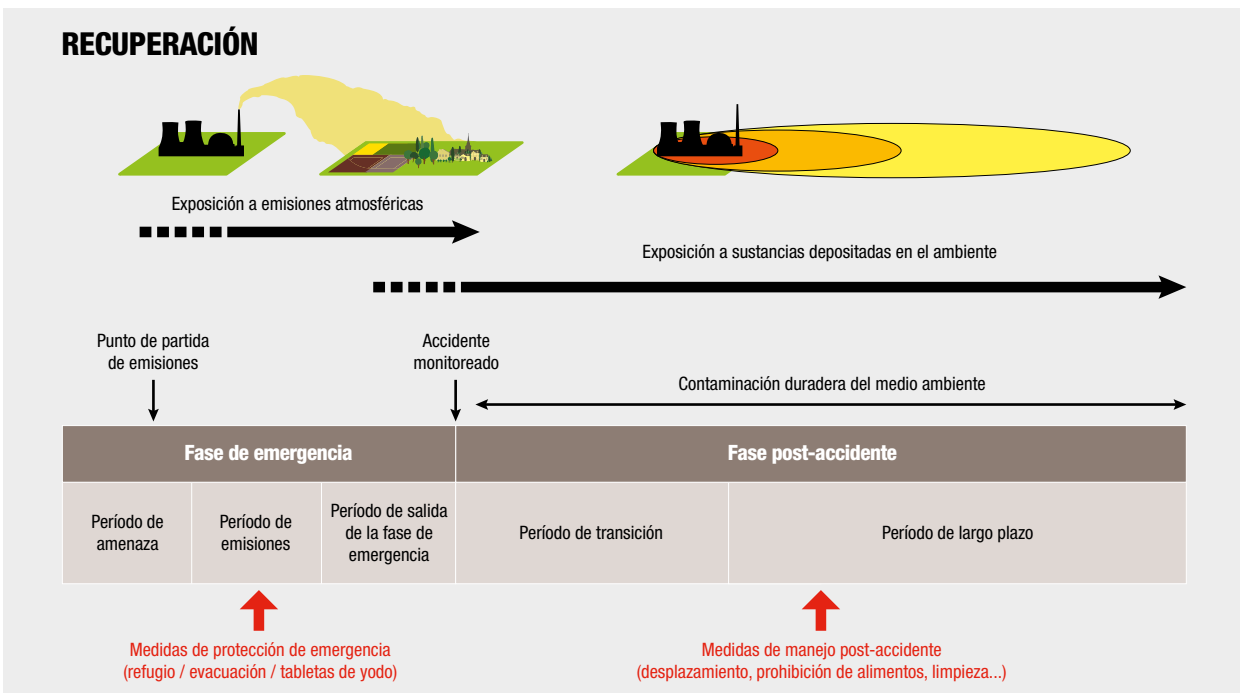 RECUPERACIÓN
Exposición a emisiones atmosféricas
Exposición a sustancias depositadas en el ambiente
Punto de partida
de emisiones
Accidente
monitoreado
Contaminación duradera del medio ambiente
Fase de emergencia
Fase post-accidente
Período de
amenaza
Período de
emisiones
Período de salida
de la fase de
emergencia
Período de transición
Período de largo plazo
Medidas de protección de emergencia
(refugio / evacuación / tabletas de yodo)
Medidas de manejo post-accidente
(desplazamiento, prohibición de alimentos, limpieza...)